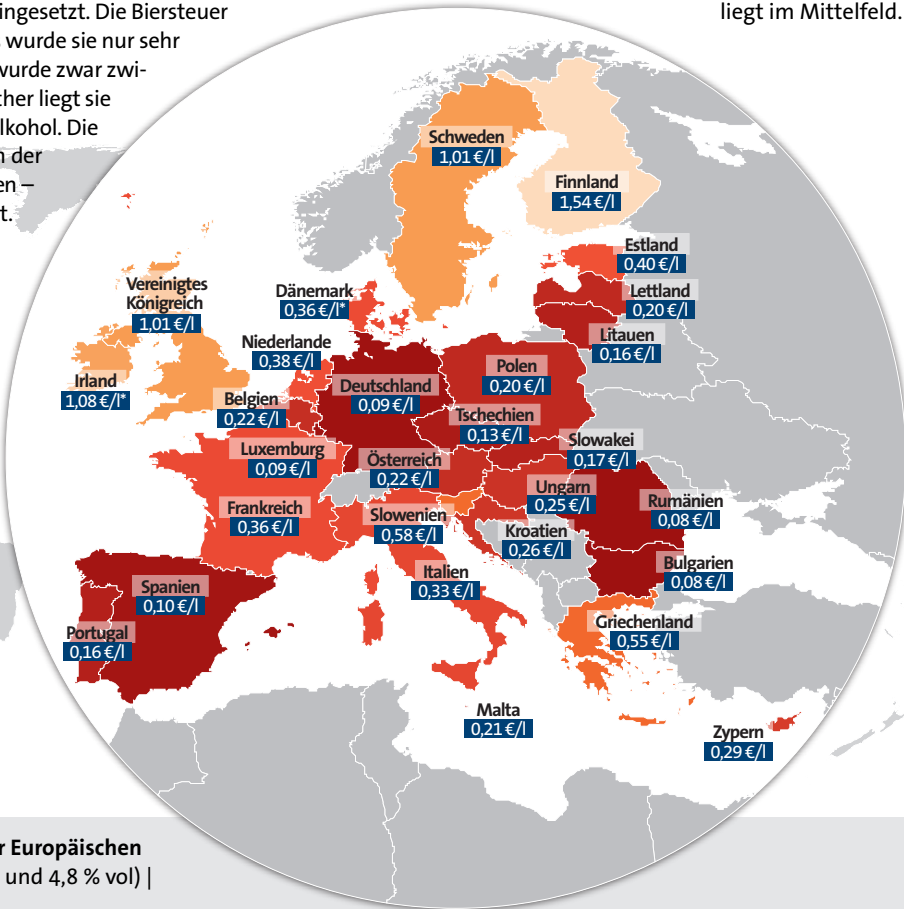 ingesetzt. Die Biersteuer
wurde sie nur sehr
wurde zwar zwi-
cher liegt sie
lkohol. Die
der
en –
t.
liegt im Mittelfeld.
Schweden
1,01 €/l
Finnland
1,54 €/l
Estland
0,40 €/l
Lettland
0,20 €/l
Litauen
0,16 €/l
Vereinigtes
Königreich
1,01 €/l
Dänemark
0,36 €/l*
Niederlande
0,38 €/l
Irland
1,08 €/l*
Belgien
0,22 €/l
Deutschland
0,09 €/l
Polen
0,20 €/l
Tschechien
0,13 €/l
Luxemburg
0,09 €/l
Österreich
0,22 €/l
Slowakei
0,17 €/l
Ungarn
0,25 €/l
Rumänien
0,08 €/l
Frankreich
0,36 €/l
Slowenien
0,58 €/l
Kroatien
0,26 €/l
Bulgarien
0,08 €/l
Italien
0,33 €/l
Spanien
0,10 €/l
Portugal
0,16 €/l
Griechenland
0,55 €/l
Malta
0,21 €/l
Zypern
0,29 €/l
r Europäischen
und 4,8 % vol) |